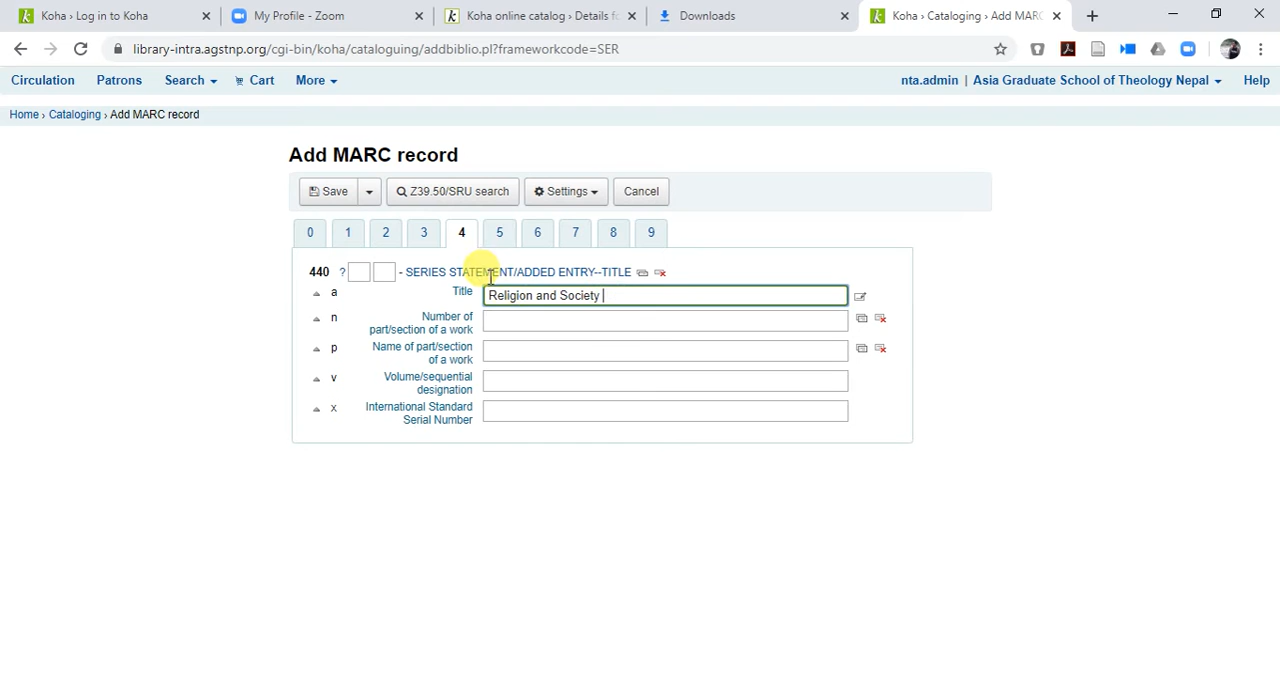 Koha › Log in to Koha
My Profile - Zoom
Koha online catalog › Details fo
Downloads
Koha › Cataloging › Add MARC
library-intra.agstnp.org/cgi-bin/koha/cataloguing/addbiblio.pl?frameworkcode=SER
Circulation Patrons Search Cart More nta.admin | Asia Graduate School of Theology Nepal Help
Home › Cataloging › Add MARC record
Add MARC record
Save Z39.50/SRU search Settings Cancel
0 1 2 3 4 5 6 7 8 9
440 ? - SERIES STATEMENT/ADDED ENTRY--TITLE
a Title Religion and Society
n Number of
part/section of a work
p Name of part/section
of a work
v Volume/sequential
designation
x International Standard
Serial Number